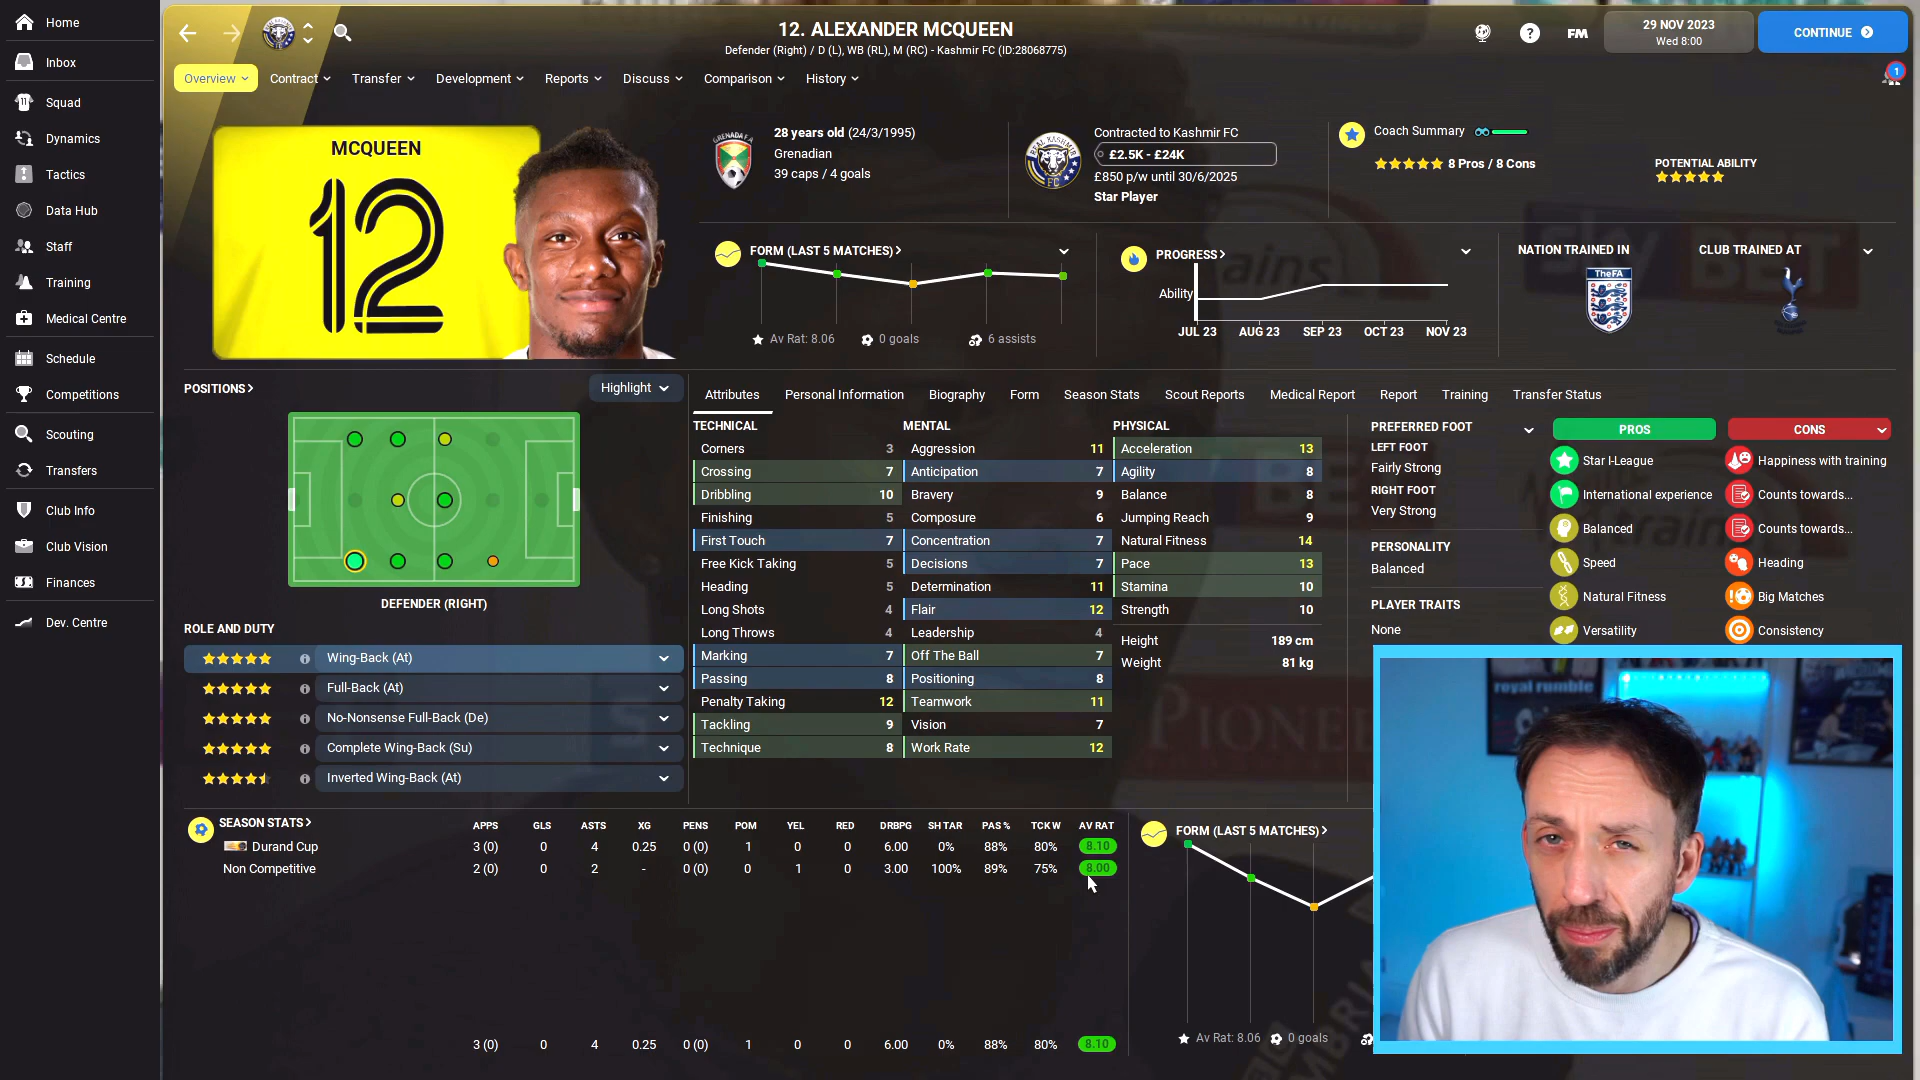 Home
Inbox
Squad
Dynamics
Tactics
Data Hub
Staff
Training
Medical Centre
Schedule
Competitions
Scouting
Transfers
Club Info
Club Vision
Finances
Dev. Centre
12. ALEXANDER MCQUEEN
Defender (Right) / D (L), WB (RL), M (RC) - Kashmir FC (ID:28068775)
FM
29 NOV 2023
Wed 8:00
CONTINUE
1
Overview Contract Transfer Development Reports Discuss Comparison History
MCQUEEN
12
GRENADA F.A
28 years old (24/3/1995)
Grenadian
39 caps / 4 goals
REAL KASHMIR FC
Contracted to Kashmir FC
£2.5K - £24K
£850 p/w until 30/6/2025
Star Player
Coach Summary
8 Pros / 8 Cons
POTENTIAL ABILITY
FORM (LAST 5 MATCHES)
Av Rat: 8.06 0 goals 6 assists
PROGRESS
Ability
JUL 23 AUG 23 SEP 23 OCT 23 NOV 23
NATION TRAINED IN
TheFA
CLUB TRAINED AT
sky BET
POSITIONS
Highlight
DEFENDER (RIGHT)
ROLE AND DUTY
Wing-Back (At)
Full-Back (At)
No-Nonsense Full-Back (De)
Complete Wing-Back (Su)
Inverted Wing-Back (At)
Attributes Personal Information Biography Form Season Stats Scout Reports Medical Report Report Training Transfer Status
TECHNICAL
Corners 3
Crossing 7
Dribbling 10
Finishing 5
First Touch 7
Free Kick Taking 5
Heading 5
Long Shots 4
Long Throws 4
Marking 7
Passing 8
Penalty Taking 12
Tackling 9
Technique 8
MENTAL
Aggression 11
Anticipation 7
Bravery 9
Composure 6
Concentration 7
Decisions 7
Determination 11
Flair 12
Leadership 4
Off The Ball 7
Positioning 8
Teamwork 11
Vision 7
Work Rate 12
PHYSICAL
Acceleration 13
Agility 8
Balance 8
Jumping Reach 9
Natural Fitness 14
Pace 13
Stamina 10
Strength 10
Height 189 cm
Weight 81 kg
PREFERRED FOOT
LEFT FOOT
Fairly Strong
RIGHT FOOT
Very Strong
PERSONALITY
Balanced
PLAYER TRAITS
None
PROS
Star I-League
International experience
Balanced
Speed
Natural Fitness
Versatility
CONS
Happiness with training
Counts towards...
Counts towards...
Heading
Big Matches
Consistency
SEASON STATS
APPS GLS ASTS XG PENS POM YEL RED DRBPG SH TAR PAS % TCK W AV RAT
Durand Cup 3 (0) 0 4 0.25 0 (0) 1 0 0 6.00 0% 88% 80% 8.10
Non Competitive 2 (0) 0 2 - 0 (0) 0 1 0 3.00 100% 89% 75% 8.00
3 (0) 0 4 0.25 0 (0) 1 0 0 6.00 0% 88% 80% 8.10
FORM (LAST 5 MATCHES)
Av Rat: 8.06 0 goals
royal rumble